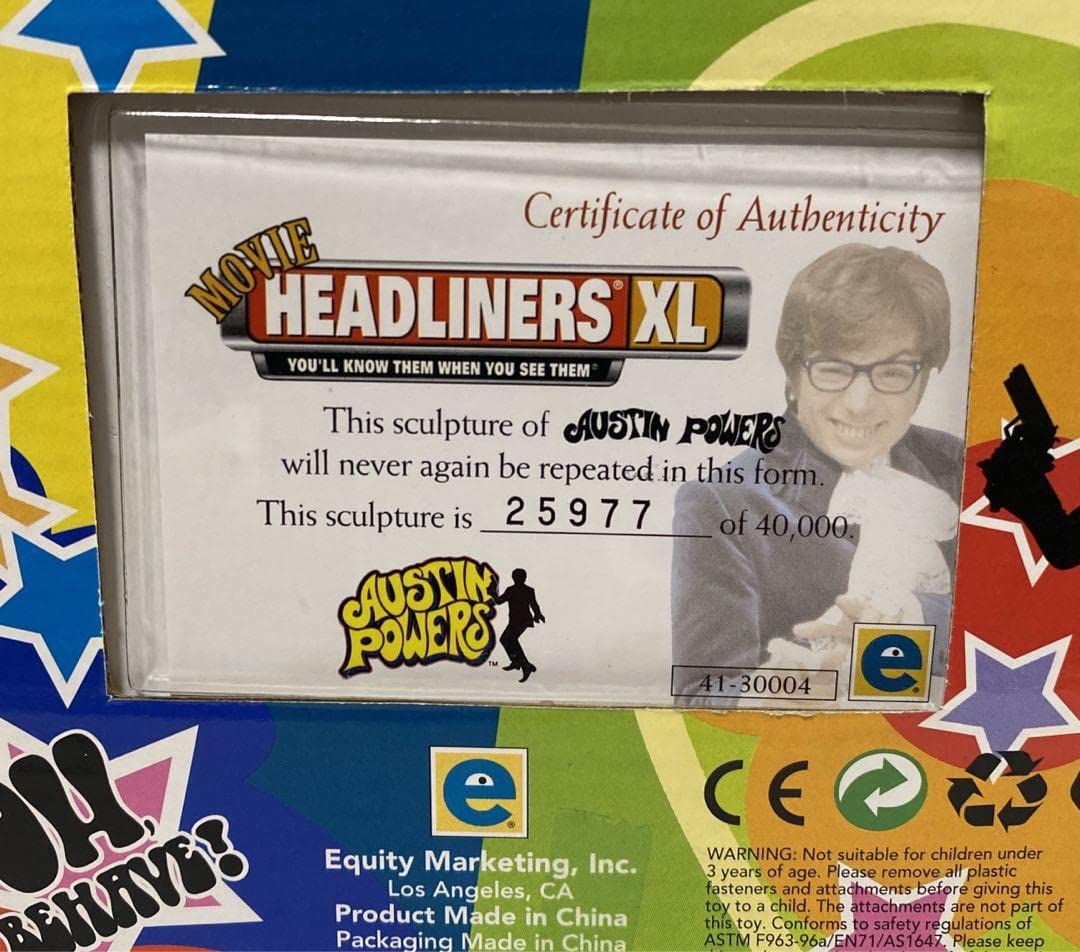 Certificate of Authenticity
MOVIE
HEADLINERS® XL
YOU'LL KNOW THEM WHEN YOU SEE THEM®
This sculpture of AUSTIN POWERS
will never again be repeated in this form.
This sculpture is 25977 of 40,000.
AUSTIN
POWERS™
41-30004
e®
BEHAVE!
e®
CE
Equity Marketing, Inc.
Los Angeles, CA
Product Made in China
Packaging Made in China
WARNING: Not suitable for children under
3 years of age. Please remove all plastic
fasteners and attachments before giving this
toy to a child. The attachments are not part of
this toy. Conforms to safety regulations of
ASTM F963-96a/EN71/AS1647. Please keep